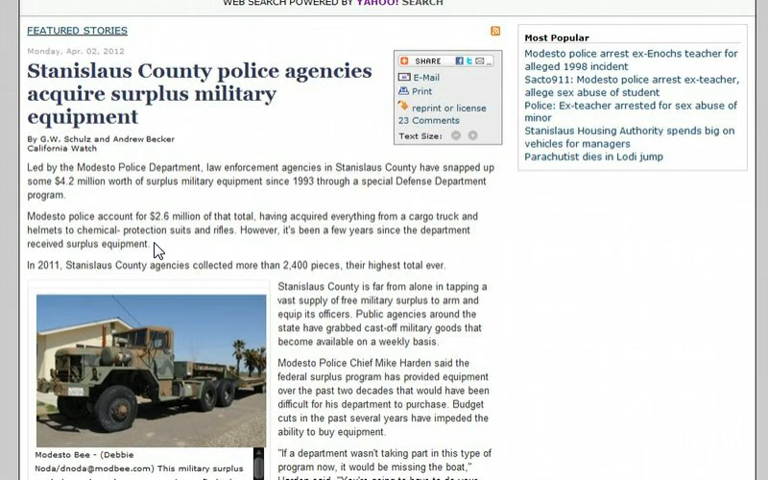 WEB SEARCH POWERED BY YAHOO! SEARCH
FEATURED STORIES
Monday, Apr. 02, 2012
Stanislaus County police agencies
acquire surplus military
equipment
By G.W. Schulz and Andrew Becker
California Watch
SHARE
E-Mail
Print
reprint or license
23 Comments
Text Size:
Led by the Modesto Police Department, law enforcement agencies in Stanislaus County have snapped up
some $4.2 million worth of surplus military equipment since 1993 through a special Defense Department
program.
Modesto police account for $2.6 million of that total, having acquired everything from a cargo truck and
helmets to chemical- protection suits and rifles. However, it's been a few years since the department
received surplus equipment.
In 2011, Stanislaus County agencies collected more than 2,400 pieces, their highest total ever.
Stanislaus County is far from alone in tapping a
vast supply of free military surplus to arm and
equip its officers. Public agencies around the
state have grabbed cast-off military goods that
become available on a weekly basis.
Modesto Police Chief Mike Harden said the
federal surplus program has provided equipment
over the past two decades that would have been
difficult for his department to purchase. Budget
cuts in the past several years have impeded the
ability to buy equipment.
"If a department wasn't taking part in this type of
program now, it would be missing the boat,"
Harden said. "You're going to have to do your
Modesto Bee - (Debbie
Noda/dnoda@modbee.com) This military surplus
Most Popular
Modesto police arrest ex-Enochs teacher for
alleged 1998 incident
Sacto911: Modesto police arrest ex-teacher,
allege sex abuse of student
Police: Ex-teacher arrested for sex abuse of
minor
Stanislaus Housing Authority spends big on
vehicles for managers
Parachutist dies in Lodi jump